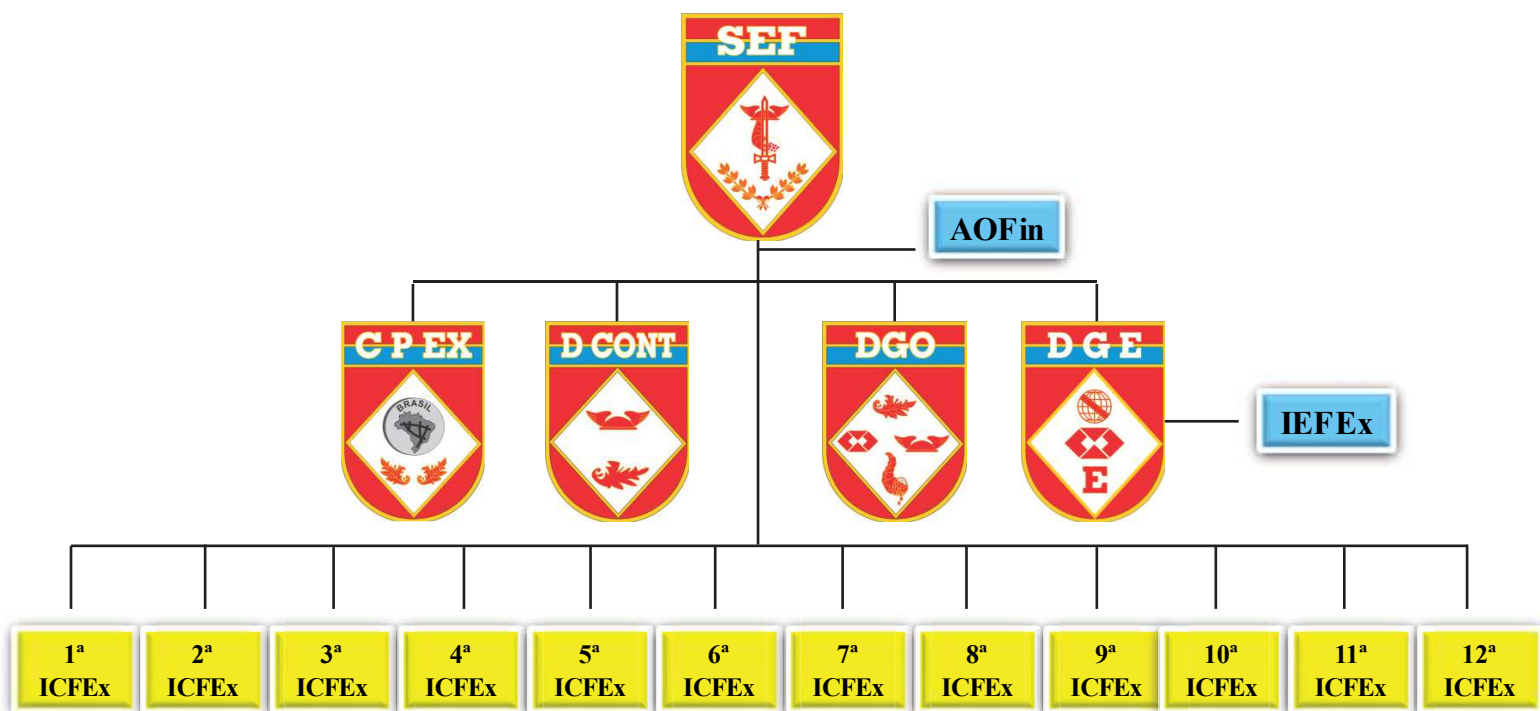 SEF
AOFin
C P EX
D CONT
DGO
D G E
BRASIL
E
IEFEx
1ª
ICFEx
2ª
ICFEx
3ª
ICFEx
4ª
ICFEx
5ª
ICFEx
6ª
ICFEx
7ª
ICFEx
8ª
ICFEx
9ª
ICFEx
10ª
ICFEx
11ª
ICFEx
12ª
ICFEx